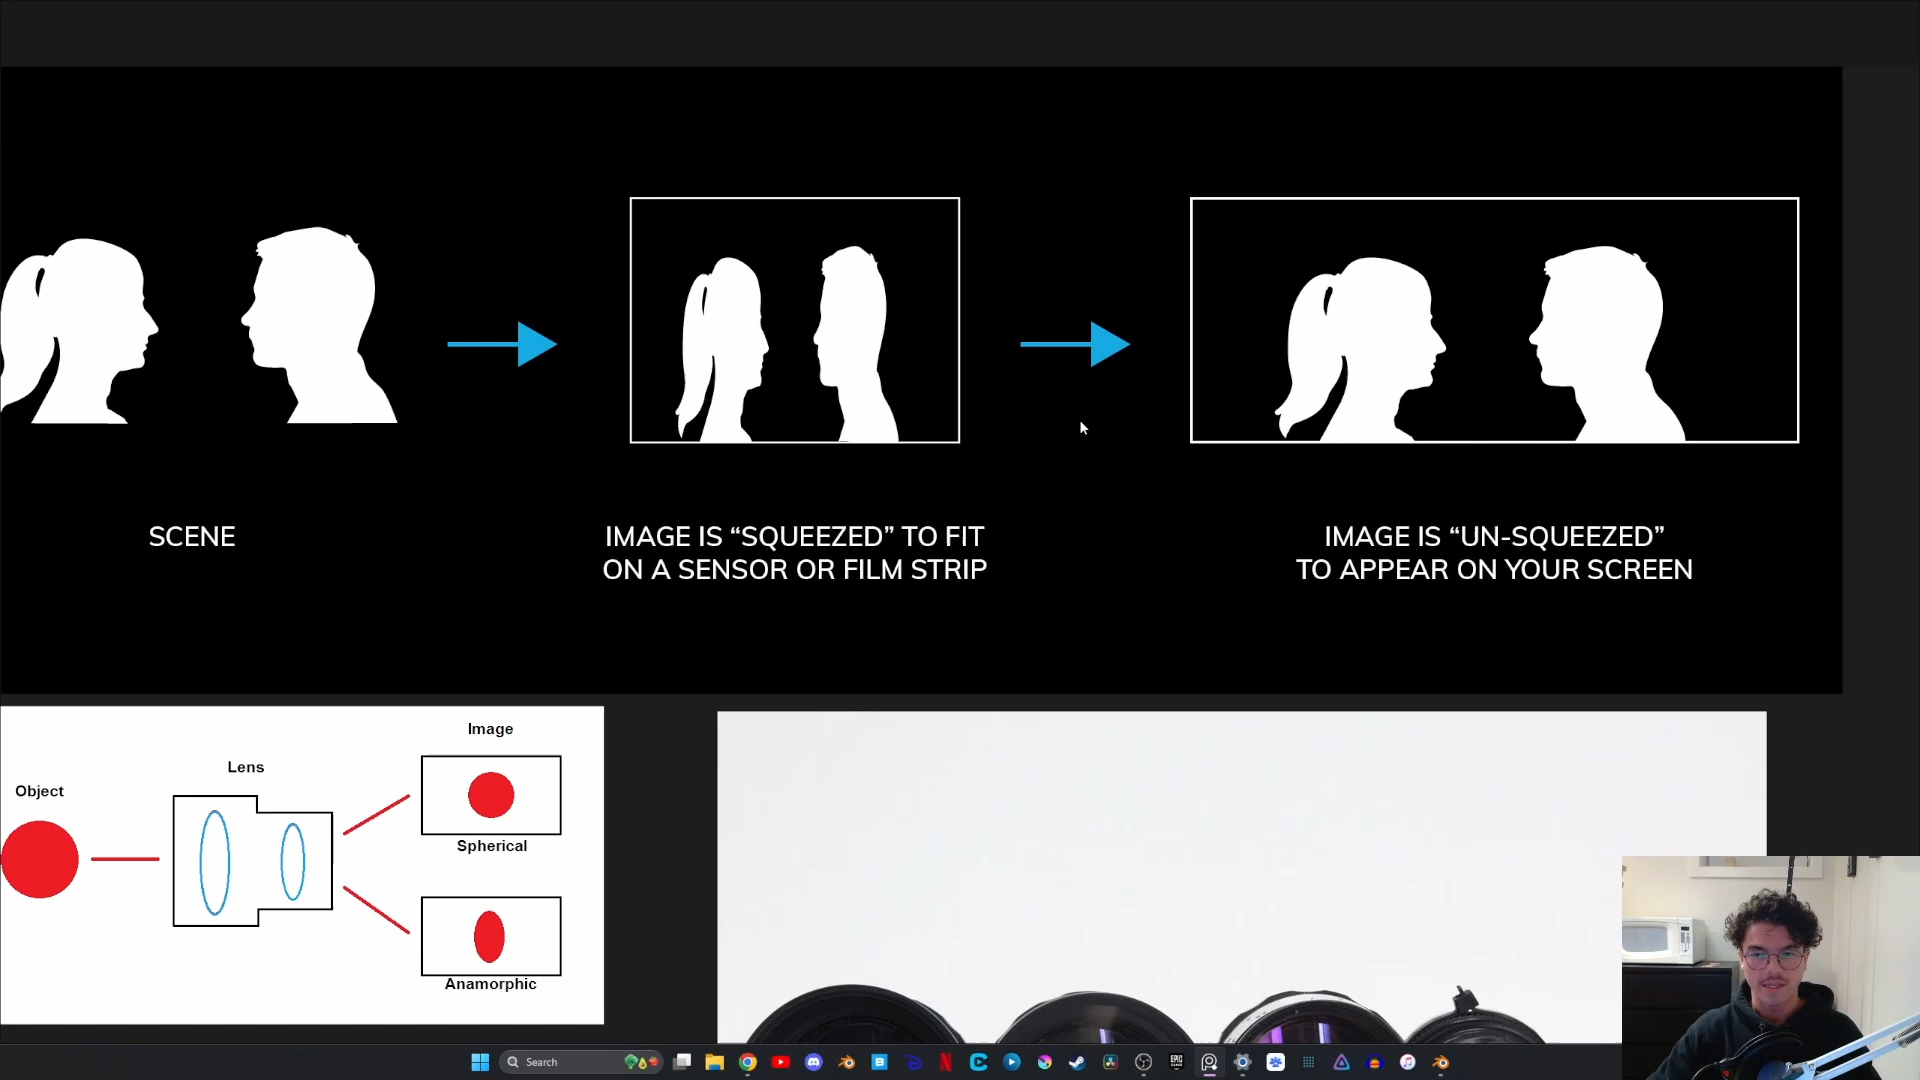 SCENE
IMAGE IS “SQUEEZED” TO FIT
ON A SENSOR OR FILM STRIP
IMAGE IS “UN-SQUEEZED”
TO APPEAR ON YOUR SCREEN
Image
Lens
Object
Spherical
Anamorphic
Search